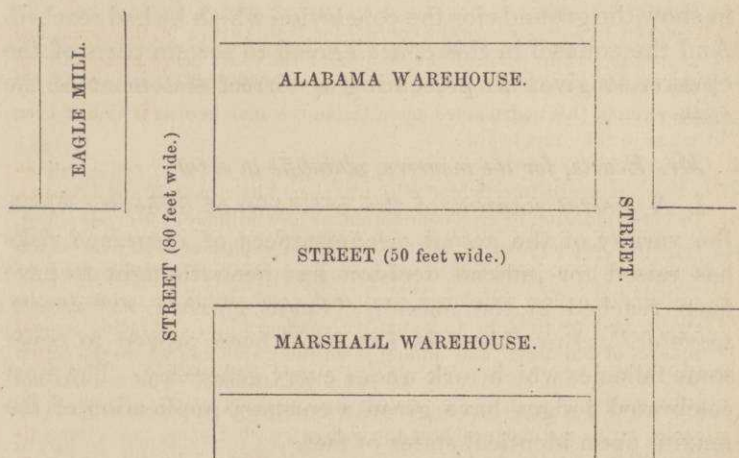 EAGLE MILL.
ALABAMA WAREHOUSE.
STREET (80 feet wide.)
STREET (50 feet wide.)
STREET.
MARSHALL WAREHOUSE.